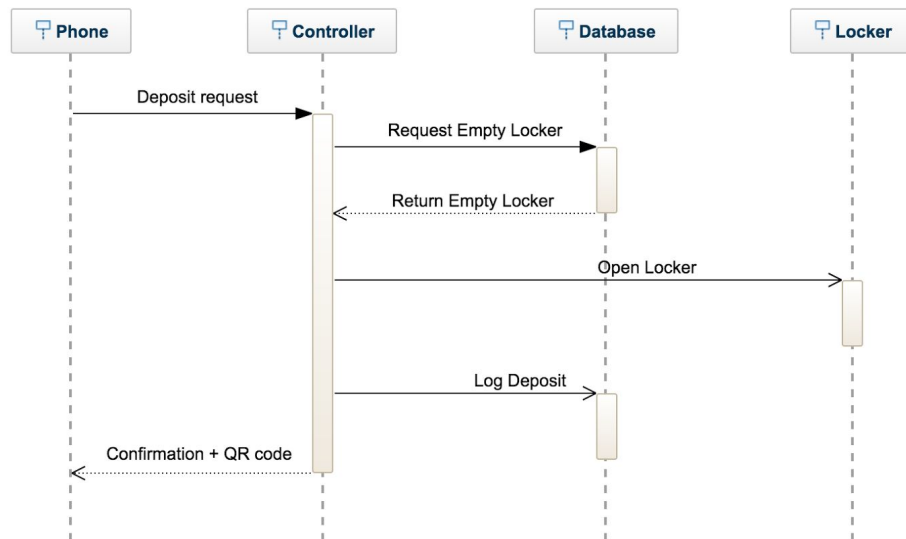 Phone
Controller
Database
Locker
Deposit request
Request Empty Locker
Return Empty Locker
Open Locker
Log Deposit
Confirmation + QR code